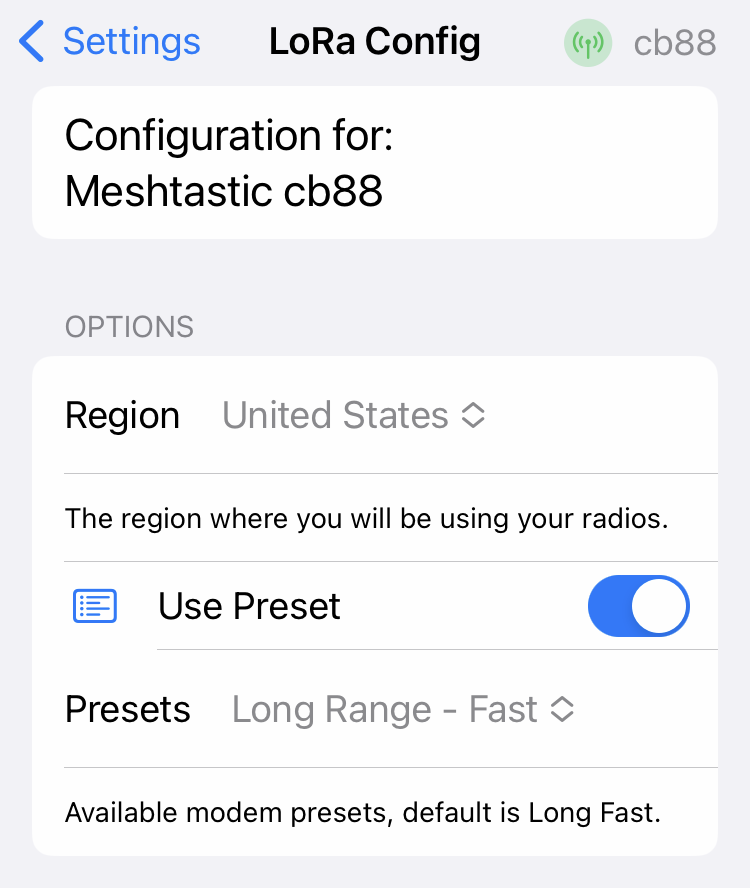 Settings
LoRa Config
cb88
Configuration for:
Meshtastic cb88
OPTIONS
Region United States
The region where you will be using your radios.
Use Preset
Presets Long Range - Fast
Available modem presets, default is Long Fast.